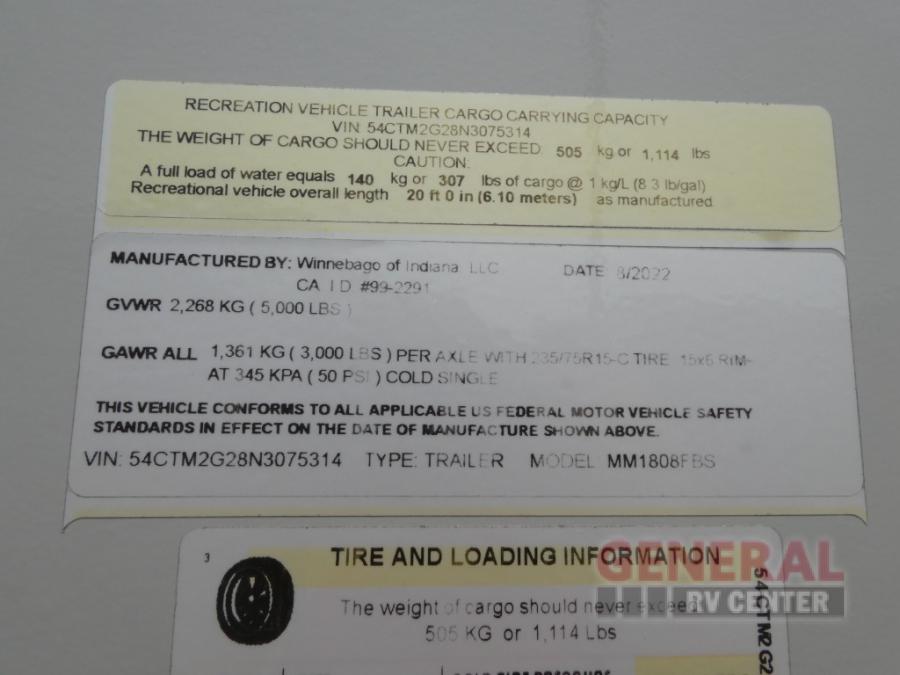 RECREATION VEHICLE TRAILER CARGO CARRYING CAPACITY
VIN: 54CTM2G28N3075314
THE WEIGHT OF CARGO SHOULD NEVER EXCEED: 505 kg or 1,114 lbs
CAUTION:
A full load of water equals 140 kg or 307 lbs of cargo @ 1 kg/L (8.3 lb/gal)
Recreational vehicle overall length 20 ft 0 in (6.10 meters) as manufactured
MANUFACTURED BY: Winnebago of Indiana, LLC DATE 8/2022
CA I D #99-2291
GVWR 2,268 KG ( 5,000 LBS )
GAWR ALL 1,361 KG ( 3,000 LBS ) PER AXLE WITH 235/75R15-C TIRE 15x6 RIM-
AT 345 KPA ( 50 PSI ) COLD SINGLE
THIS VEHICLE CONFORMS TO ALL APPLICABLE US FEDERAL MOTOR VEHICLE SAFETY
STANDARDS IN EFFECT ON THE DATE OF MANUFACTURE SHOWN ABOVE.
VIN: 54CTM2G28N3075314 TYPE: TRAILER MODEL MM1808FBS
3
TIRE AND LOADING INFORMATION
The weight of cargo should never exceed
505 KG or 1,114 Lbs
54CTM2G2
GENERAL
RV CENTER